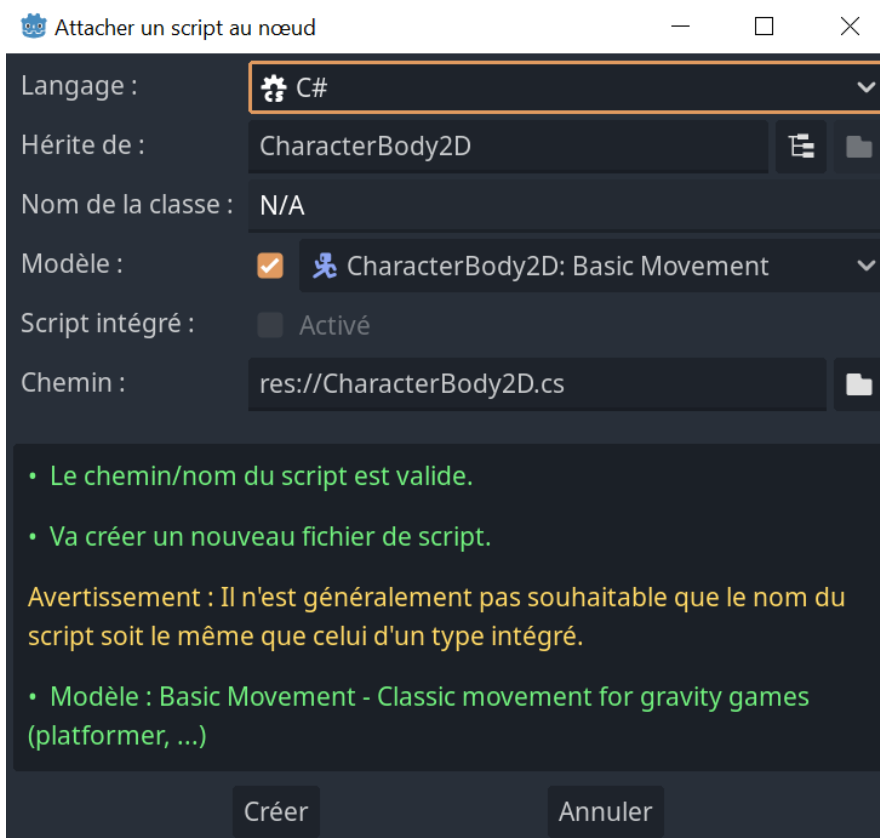 Attacher un script au nœud
Langage :
C#
Hérite de :
CharacterBody2D
Nom de la classe :
N/A
Modèle :
CharacterBody2D: Basic Movement
Script intégré :
Activé
Chemin :
res://CharacterBody2D.cs
• Le chemin/nom du script est valide.
• Va créer un nouveau fichier de script.
Avertissement : Il n'est généralement pas souhaitable que le nom du
script soit le même que celui d'un type intégré.
• Modèle : Basic Movement - Classic movement for gravity games
(platformer, ...)
Créer
Annuler